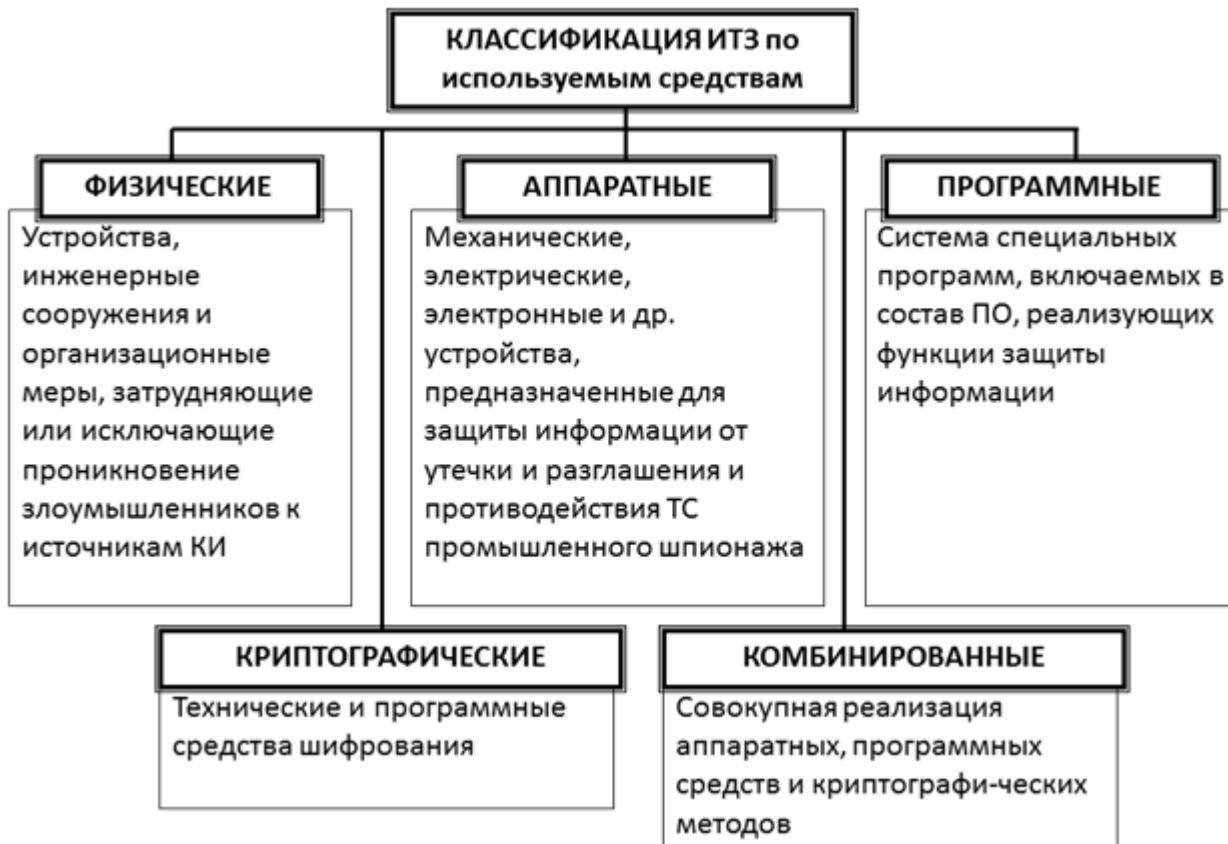 КЛАССИФИКАЦИЯ ИТЗ по
используемым средствам
ФИЗИЧЕСКИЕ
Устройства,
инженерные
сооружения и
организационные
меры, затрудняющие
или исключающие
проникновение
злоумышленников к
источникам КИ
АППАРАТНЫЕ
Механические,
электрические,
электронные и др.
устройства,
предназначенные для
защиты информации от
утечки и разглашения и
противодействия ТС
промышленного шпионажа
ПРОГРАММНЫЕ
Система специальных
программ, включаемых в
состав ПО, реализующих
функции защиты
информации
КРИПТОГРАФИЧЕСКИЕ
Технические и программные
средства шифрования
КОМБИНИРОВАННЫЕ
Совокупная реализация
аппаратных, программных
средств и криптографи-ческих
методов